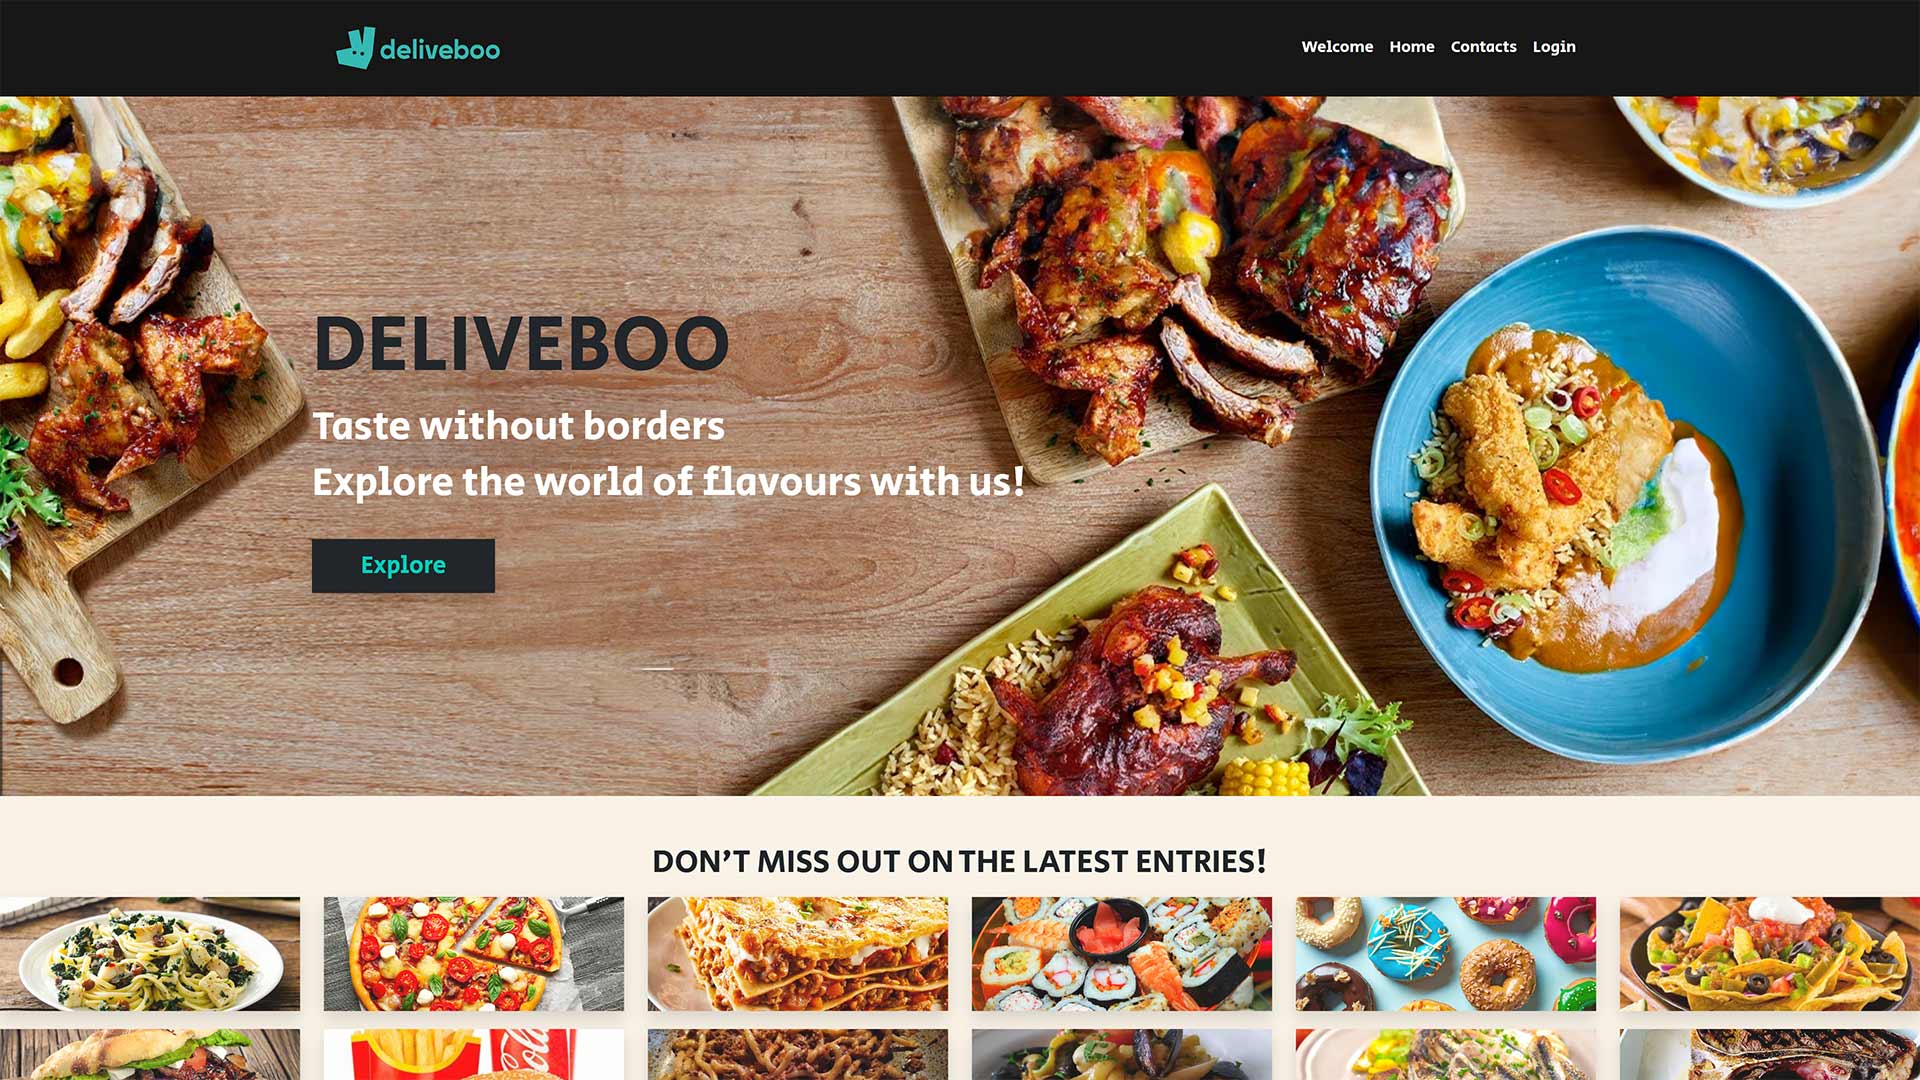 deliveboo
Welcome Home Contacts Login
DELIVEBOO
Taste without borders
Explore the world of flavours with us!
Explore
DON’T MISS OUT ON THE LATEST ENTRIES!